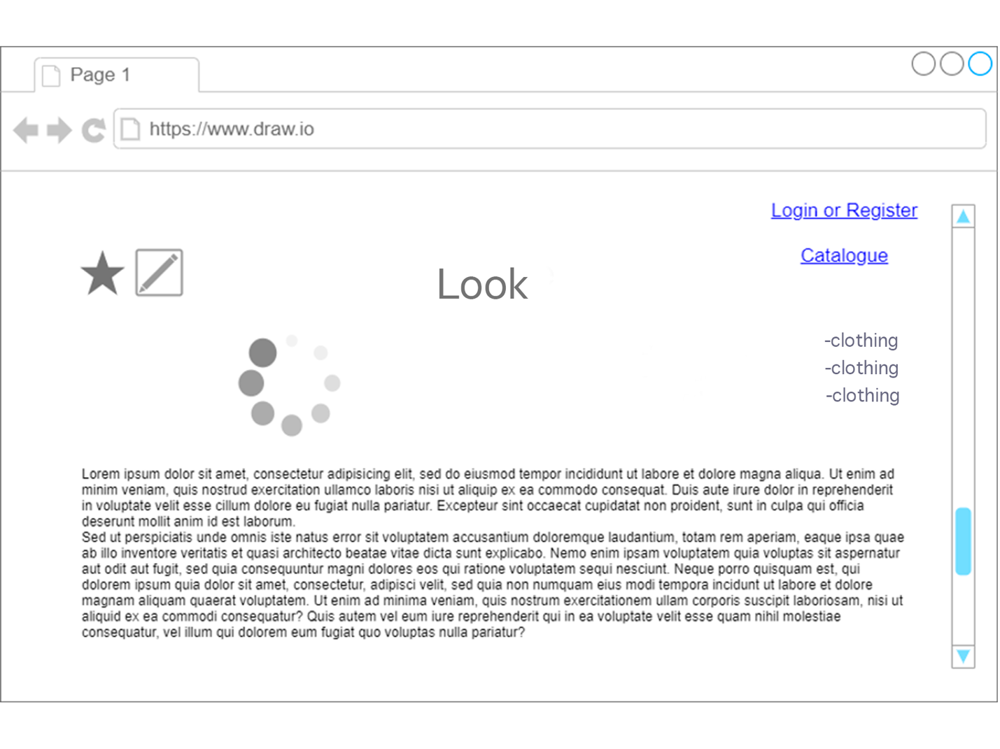 Page 1
https://www.draw.io
Login or Register
Catalogue
Look
-clothing
-clothing
-clothing
Lorem ipsum dolor sit amet, consectetur adipisicing elit, sed do eiusmod tempor incididunt ut labore et dolore magna aliqua. Ut enim ad
minim veniam, quis nostrud exercitation ullamco laboris nisi ut aliquip ex ea commodo consequat. Duis aute irure dolor in reprehenderit
in voluptate velit esse cillum dolore eu fugiat nulla pariatur. Excepteur sint occaecat cupidatat non proident, sunt in culpa qui officia
deserunt mollit anim id est laborum.
Sed ut perspiciatis unde omnis iste natus error sit voluptatem accusantium doloremque laudantium, totam rem aperiam, eaque ipsa quae
ab illo inventore veritatis et quasi architecto beatae vitae dicta sunt explicabo. Nemo enim ipsam voluptatem quia voluptas sit aspernatur
aut odit aut fugit, sed quia consequuntur magni dolores eos qui ratione voluptatem sequi nesciunt. Neque porro quisquam est, qui
dolorem ipsum quia dolor sit amet, consectetur, adipisci velit, sed quia non numquam eius modi tempora incidunt ut labore et dolore
magnam aliquam quaerat voluptatem. Ut enim ad minima veniam, quis nostrum exercitationem ullam corporis suscipit laboriosam, nisi ut
aliquid ex ea commodi consequatur? Quis autem vel eum iure reprehenderit qui in ea voluptate velit esse quam nihil molestiae
consequatur, vel illum qui dolorem eum fugiat quo voluptas nulla pariatur?